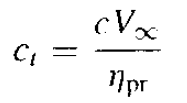 c_t = \frac{c V_\infty}{\eta_{pr}}